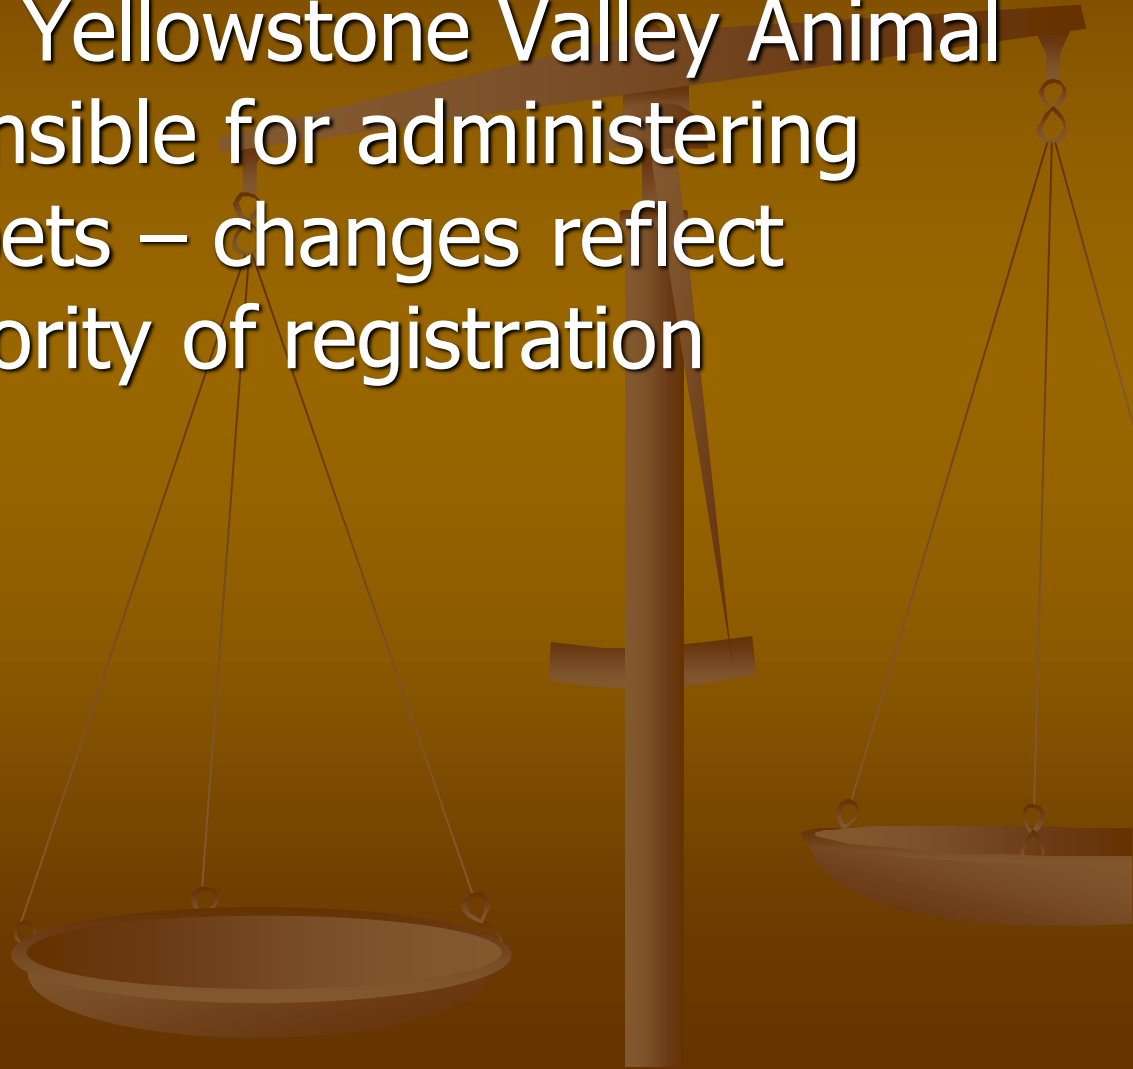 Yellowstone Valley Animal
nsible for administering
ets – changes reflect
ority of registration